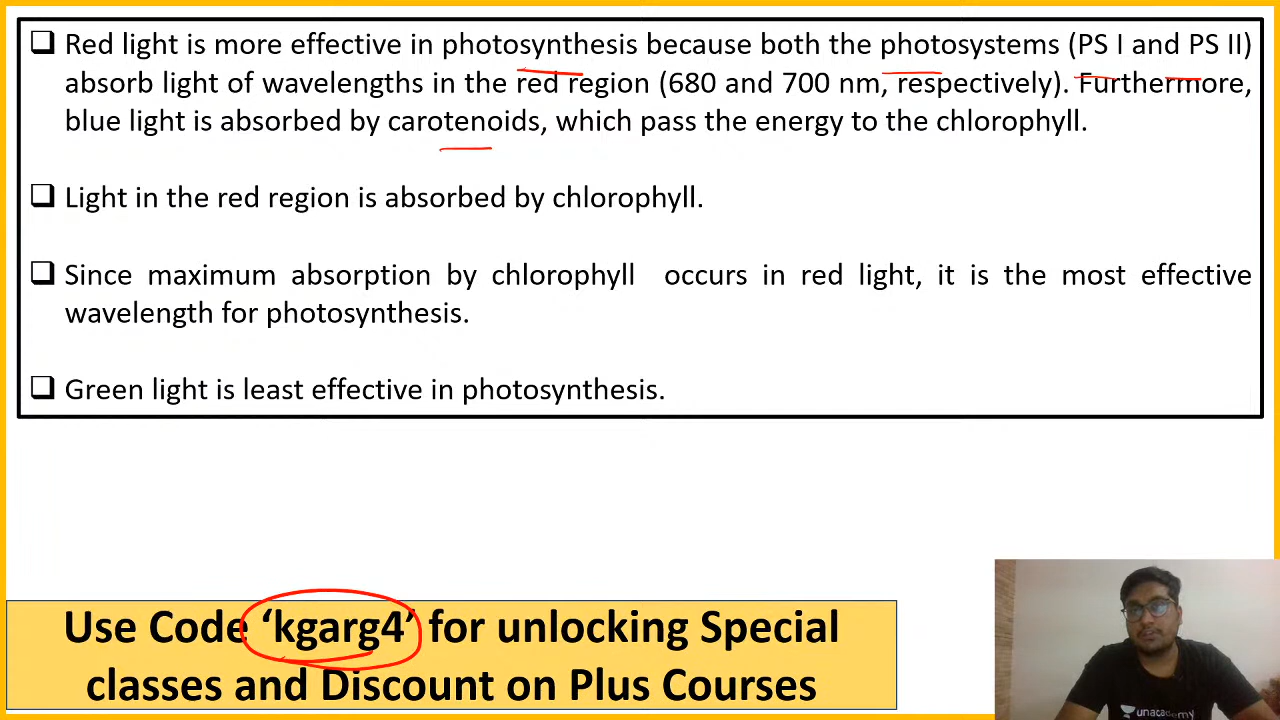 Red light is more effective in photosynthesis because both the photosystems (PS I and PS II)
absorb light of wavelengths in the red region (680 and 700 nm, respectively). Furthermore,
blue light is absorbed by carotenoids, which pass the energy to the chlorophyll.
Light in the red region is absorbed by chlorophyll.
Since maximum absorption by chlorophyll occurs in red light, it is the most effective
wavelength for photosynthesis.
Green light is least effective in photosynthesis.
Use Code ‘kgarg4’ for unlocking Special
classes and Discount on Plus Courses
unacademy